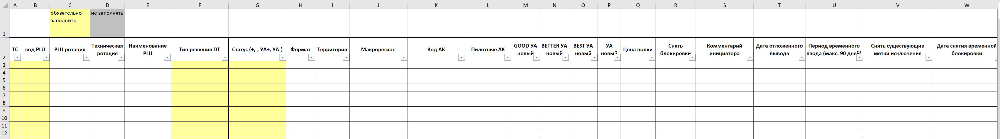 A B C D E F G H I J K L M N O P Q R S T U V W
обязательно
заполнить
не заполнять
1
Техническая
ротация
Наименование
PLU
GOOD УА
новый
BETTER УА
новый
BEST УА
новый
УА
новый
Снять
блокировки
Комментарий
инициатора
Дата отложенного
вывода
Период временного
ввода (макс. 90 дней)
Снять существующие
метки исключения
Дата снятия временной
блокировки
ТС
код PLU
PLU ротация
Тип решения DT
Статус (+,-, УА+, УА-)
Формат
Территория
Макрорегион
Код АК
Пилотные АК
Цена полки
2
3
4
5
6
7
8
9
10
11
12